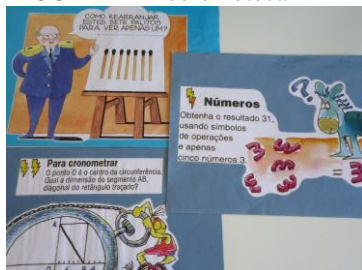 COMO REARRANJAR
ESTES SETE PALITOS
PARA VER APENAS UM?
Números
Obtenha o resultado 31,
usando símbolos
de operações
e apenas
cinco números 3.
Para cronometrar
O ponto O é o centro da circunferência.
Qual a dimensão do segmento AB,
diagonal do retângulo traçado?